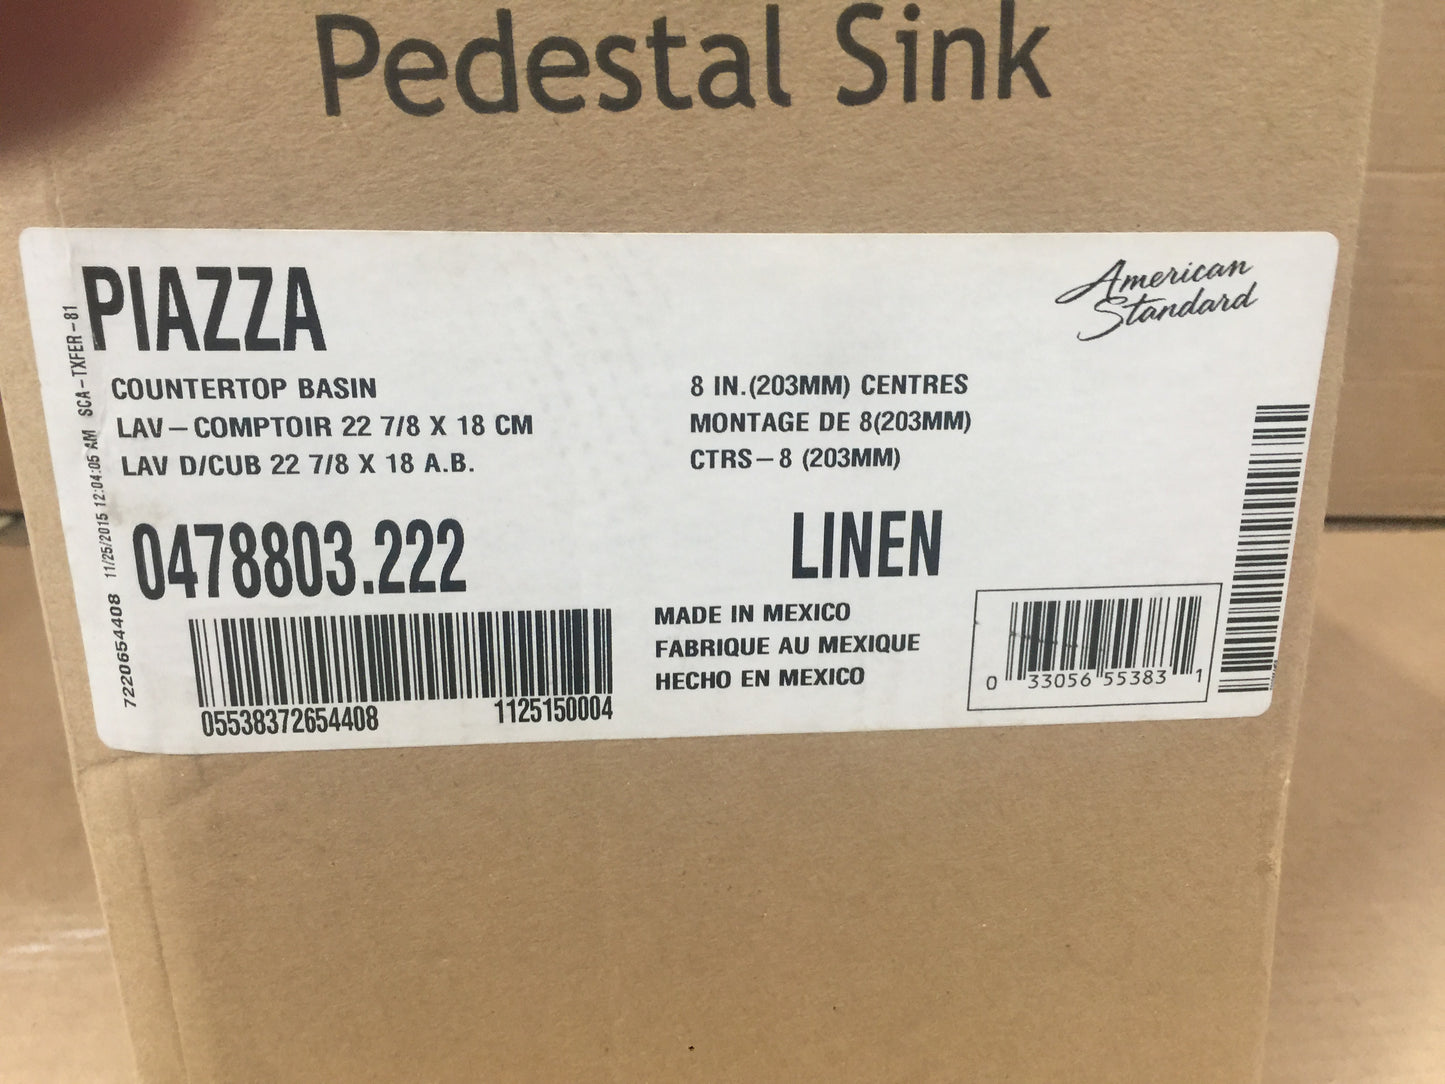 Pedestal Sink
PIAZZA
American
Standard
COUNTERTOP BASIN
LAV-COMPTOIR 22 7/8 X 18 CM
LAV D/CUB 22 7/8 X 18 A.B.
8 IN.(203MM) CENTRES
MONTAGE DE 8(203MM)
CTRS-8 (203MM)
0478803.222
LINEN
MADE IN MEXICO
FABRIQUE AU MEXIQUE
HECHO EN MEXICO
05538372654408
1125150004
0 33056 55383 1
7220654408 11/25/2015 12:04:05 AM SCA-TXFER-81